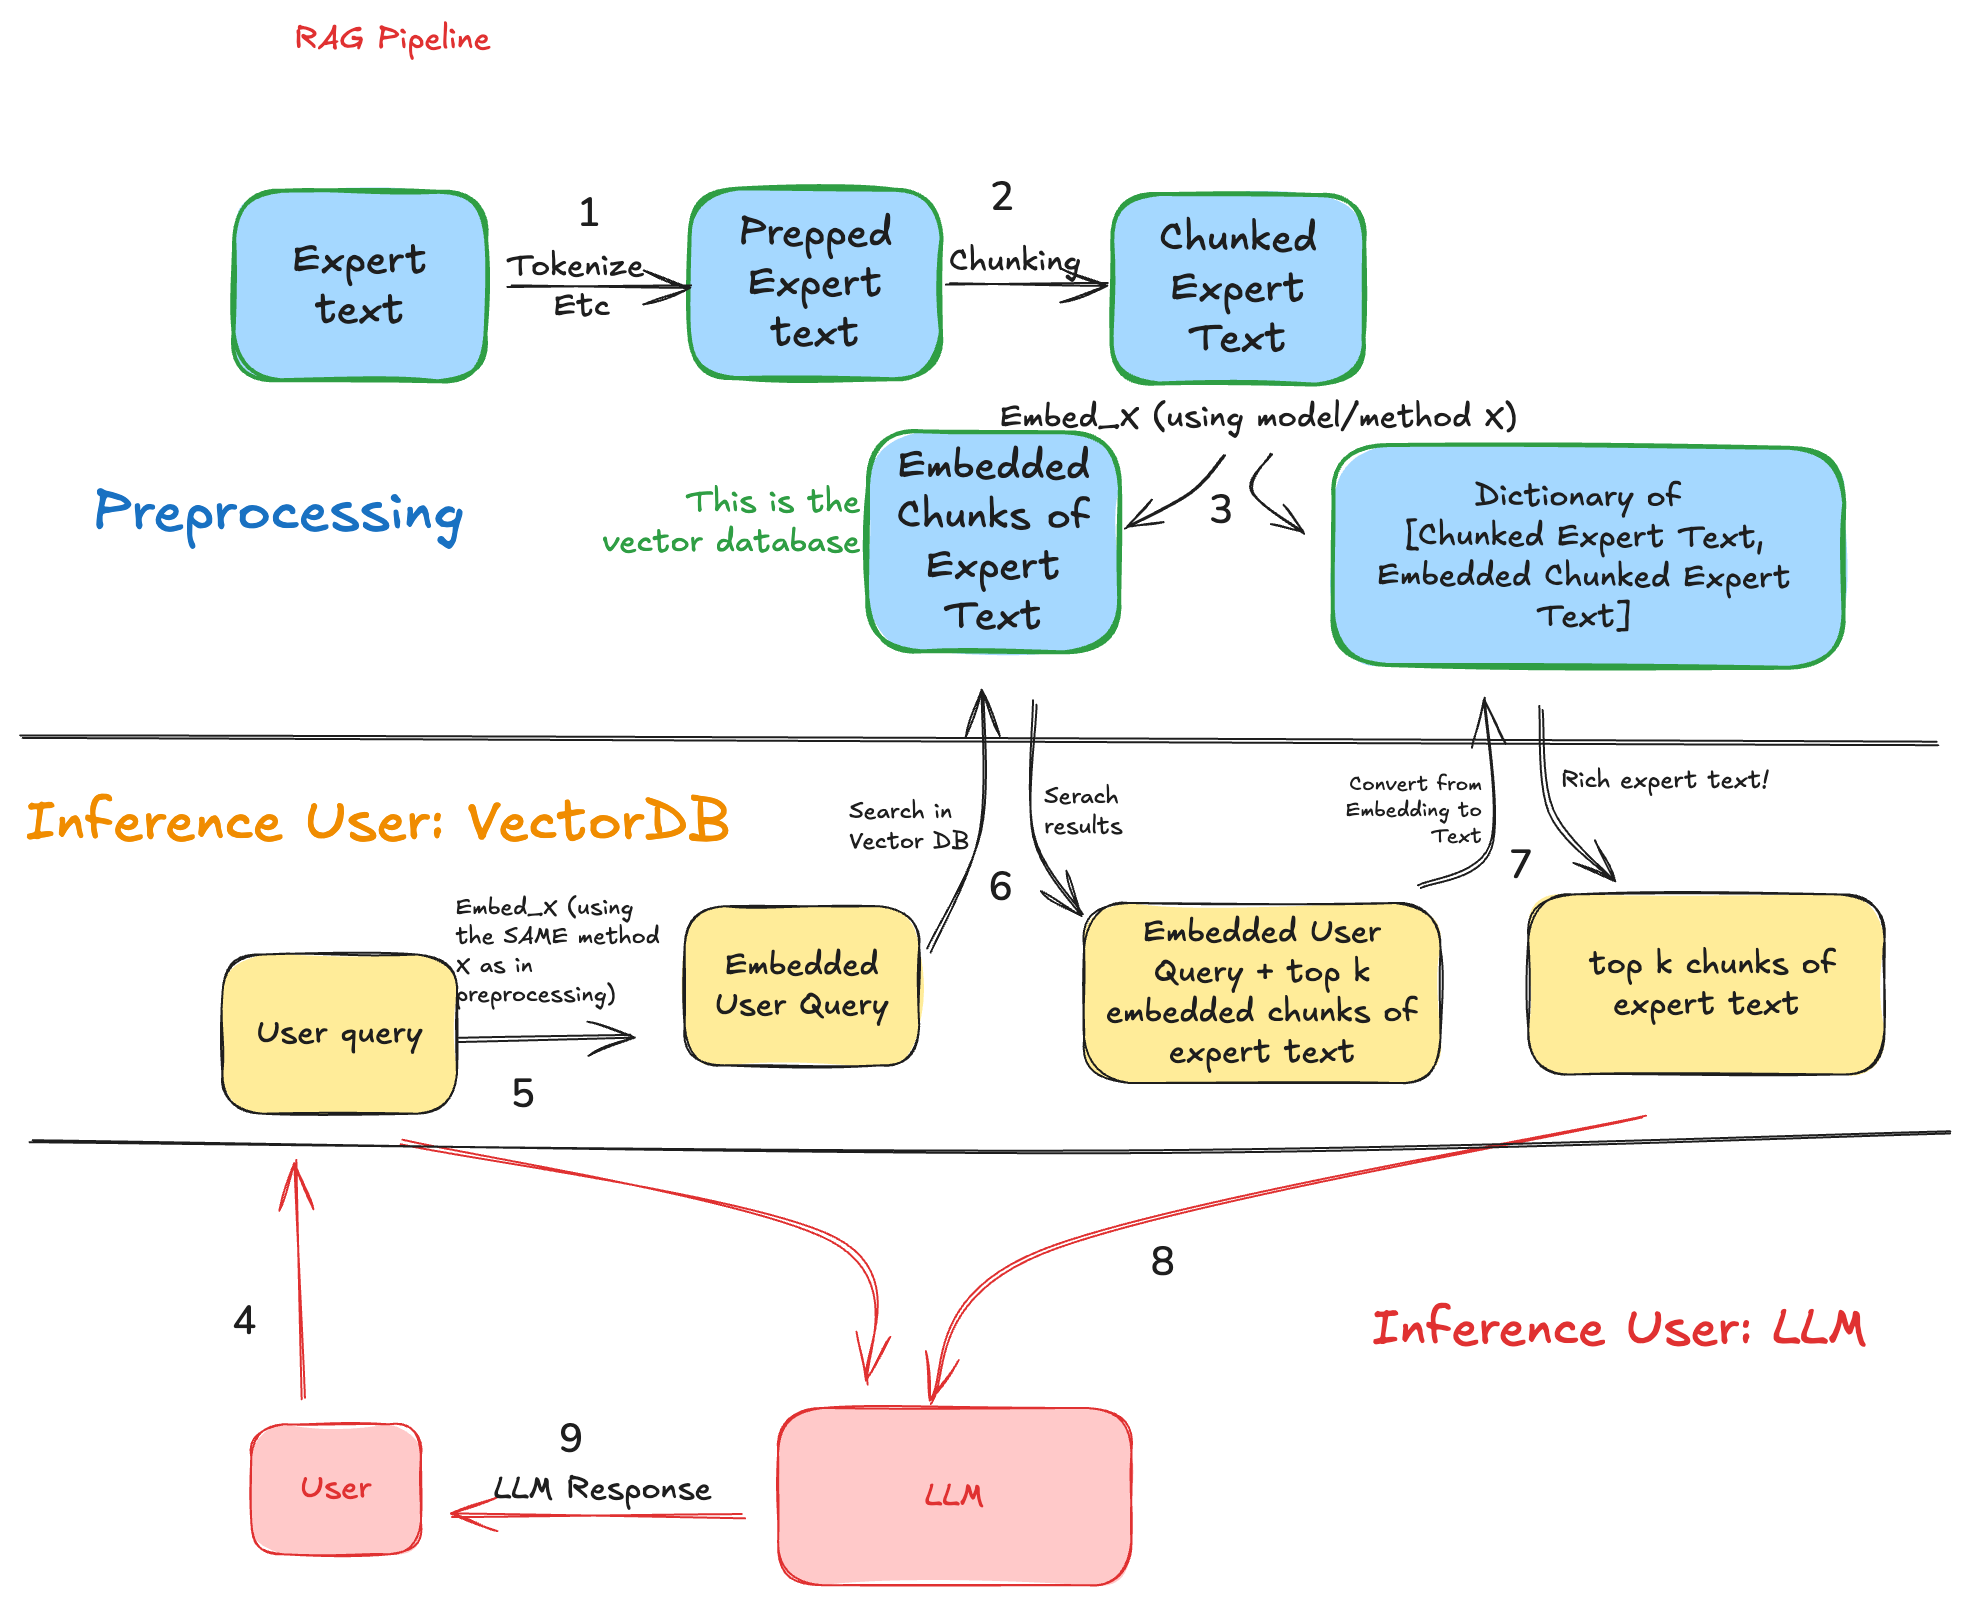 RAG Pipeline
Expert
text
1
Tokenize
Etc
Prepped
Expert
text
2
Chunking
Chunked
Expert
Text
Embed_X (using model/method X)
3
Preprocessing
This is the
vector database
Embedded
Chunks of
Expert
Text
Dictionary of
[Chunked Expert Text,
Embedded Chunked Expert
Text]
Inference User: VectorDB
Search in
Vector DB
6
Serach
results
Convert from
Embedding to
Text
7
Rich expert text!
User query
Embed_X (using
the SAME method
X as in
preprocessing)
5
Embedded
User Query
Embedded User
Query + top k
embedded chunks of
expert text
top k chunks of
expert text
4
8
Inference User: LLM
User
9
LLM Response
LLM